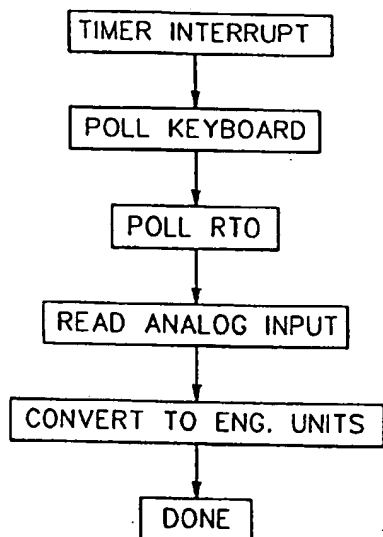 TIMER INTERRUPT
POLL KEYBOARD
POLL RTO
READ ANALOG INPUT
CONVERT TO ENG. UNITS
DONE